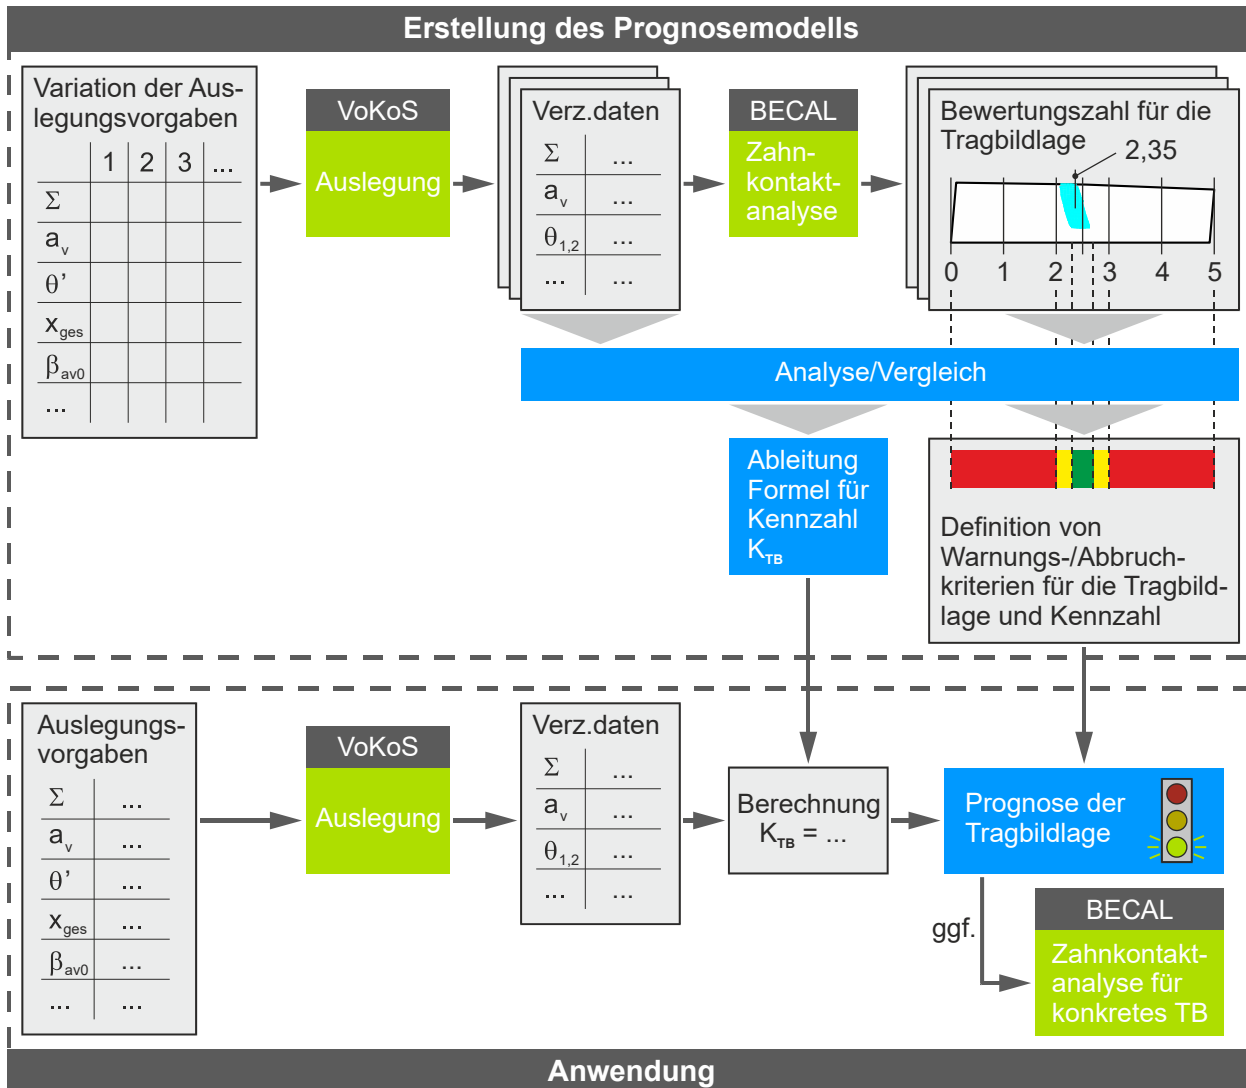 Erstellung des Prognosemodells
Variation der Aus-
legungsvorgaben
1 2 3 ...
Σ
a_v
θ'
x_ges
β_av0
...
VoKoS
Auslegung
Verz.daten
Σ ...
a_v ...
θ_1,2 ...
... ...
BECAL
Zahn-
kontakt-
analyse
Bewertungszahl für die
Tragbildlage
2,35
0 1 2 3 4 5
Analyse/Vergleich
Ableitung
Formel für
Kennzahl
K_TB
Definition von
Warnungs-/Abbruch-
kriterien für die Tragbild-
lage und Kennzahl
Auslegungs-
vorgaben
Σ ...
a_v ...
θ' ...
x_ges ...
β_av0 ...
... ...
VoKoS
Auslegung
Verz.daten
Σ ...
a_v ...
θ_1,2 ...
... ...
Berechnung
K_TB = ...
Prognose der
Tragbildlage
ggf.
BECAL
Zahnkontakt-
analyse für
konkretes TB
Anwendung